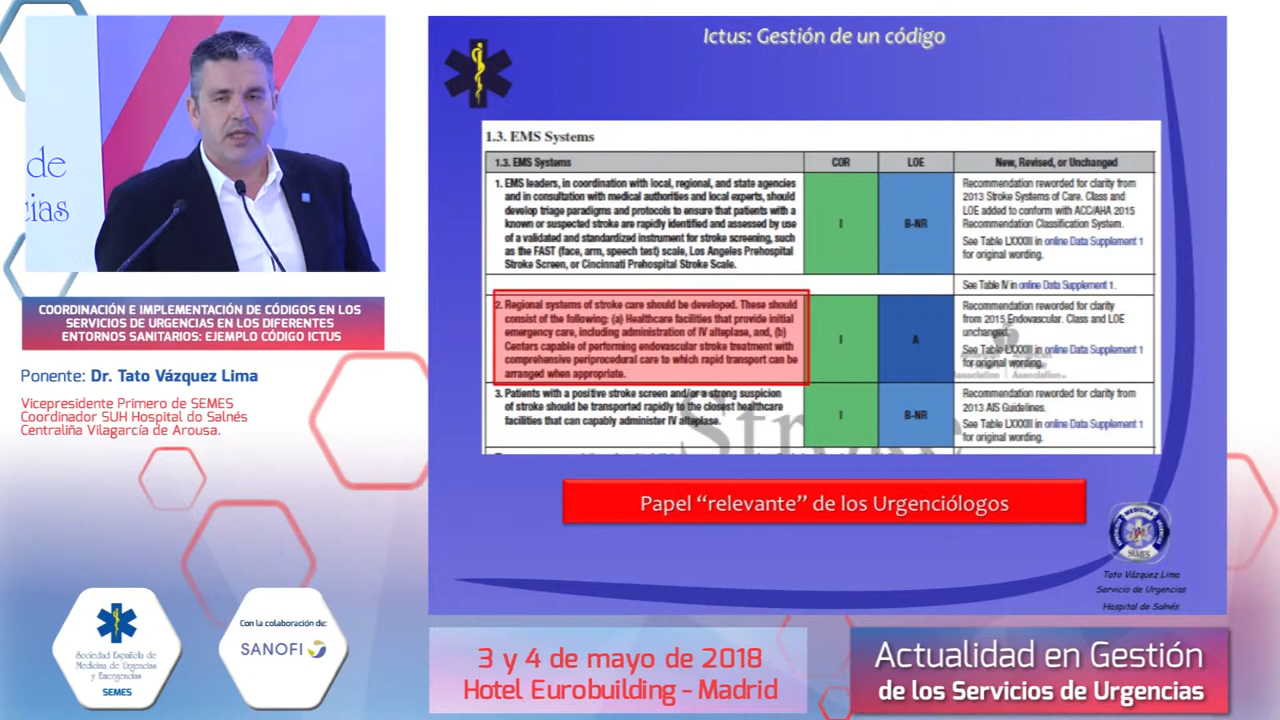 de
cias
COORDINACIÓN E IMPLEMENTACIÓN DE CÓDIGOS EN LOS
SERVICIOS DE URGENCIAS EN LOS DIFERENTES
ENTORNOS SANITARIOS: EJEMPLO CÓDIGO ICTUS
Ponente: Dr. Tato Vázquez Lima
Vicepresidente Primero de SEMES
Coordinador SUH Hospital do Salnés
Centraliña Vilagarcía de Arousa.
Sociedad Española de
Medicina de Urgencias
y Emergencias
SEMES
Con la colaboración de:
SANOFI
Ictus: Gestión de un código
1.3. EMS Systems
1.3. EMS Systems COR LOE New, Revised, or Unchanged
1. EMS leaders, in coordination with local, regional, and state agencies
and in consultation with medical authorities and local experts, should
develop triage paradigms and protocols to ensure that patients with a
known or suspected stroke are rapidly identified and assessed by use
of a validated and standardized instrument for stroke screening, such
as the FAST (face, arm, speech test) scale, Los Angeles Prehospital
Stroke Screen, or Cincinnati Prehospital Stroke Scale.
I
B-NR
Recommendation reworded for clarity from
2013 Stroke Systems of Care. Class and
LOE added to conform with ACC/AHA 2015
Recommendation Classification System.
See Table LXXXIII in online Data Supplement 1
for original wording.
See Table IV in online Data Supplement 1.
2. Regional systems of stroke care should be developed. These should
consist of the following: (a) Healthcare facilities that provide initial
emergency care, including administration of IV alteplase, and, (b)
Centers capable of performing endovascular stroke treatment with
comprehensive periprocedural care to which rapid transport can be
arranged when appropriate.
I
A
Recommendation reworded for clarity
from 2015 Endovascular. Class and LOE
unchanged.
See Table LXXXIII in online Data Supplement 1
for original wording.
Association Association
3. Patients with a positive stroke screen and/or a strong suspicion
of stroke should be transported rapidly to the closest healthcare
facilities that can capably administer IV alteplase.
I
B-NR
Recommendation reworded for clarity from
2013 AIS Guidelines.
See Table LXXXIII in online Data Supplement 1
for original wording.
Stroke
Papel “relevante” de los Urgenciólogos
SEMES
Tato Vázquez Lima
Servicio de Urgencias
Hospital de Salnés
3 y 4 de mayo de 2018
Hotel Eurobuilding - Madrid
Actualidad en Gestión
de los Servicios de Urgencias